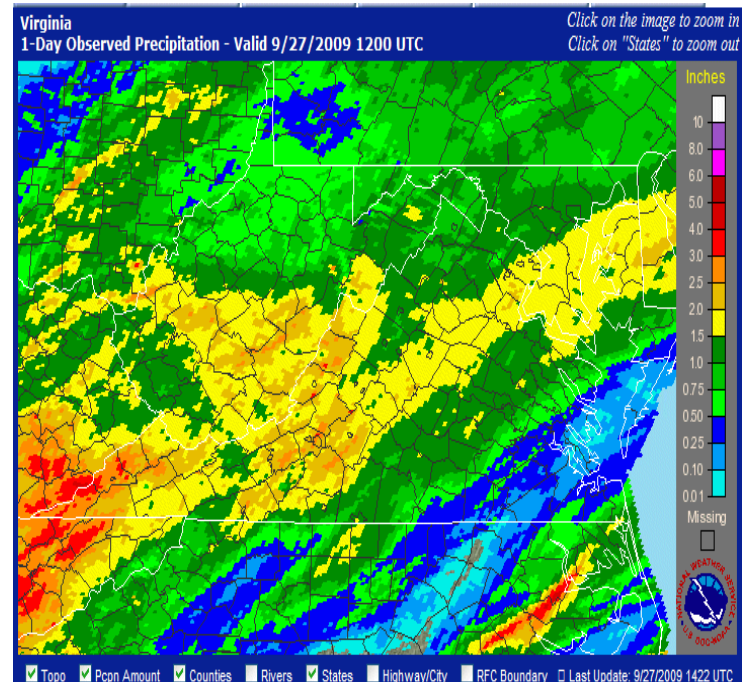 Virginia
Click on the image to zoom in
1-Day Observed Precipitation - Valid 9/27/2009 1200 UTC
Click on "States" to zoom out
Inches
10
8.0
6.0
5.0
4.0
3.0
2.5
2.0
1.5
1.0
0.75
0.50
0.25
0.10
0.01
Missing
NATIONAL WEATHER SERVICE
Topo Pcpn Amount Counties Rivers States Highway/City RFC Boundary Last Update: 9/27/2009 1422 UTC